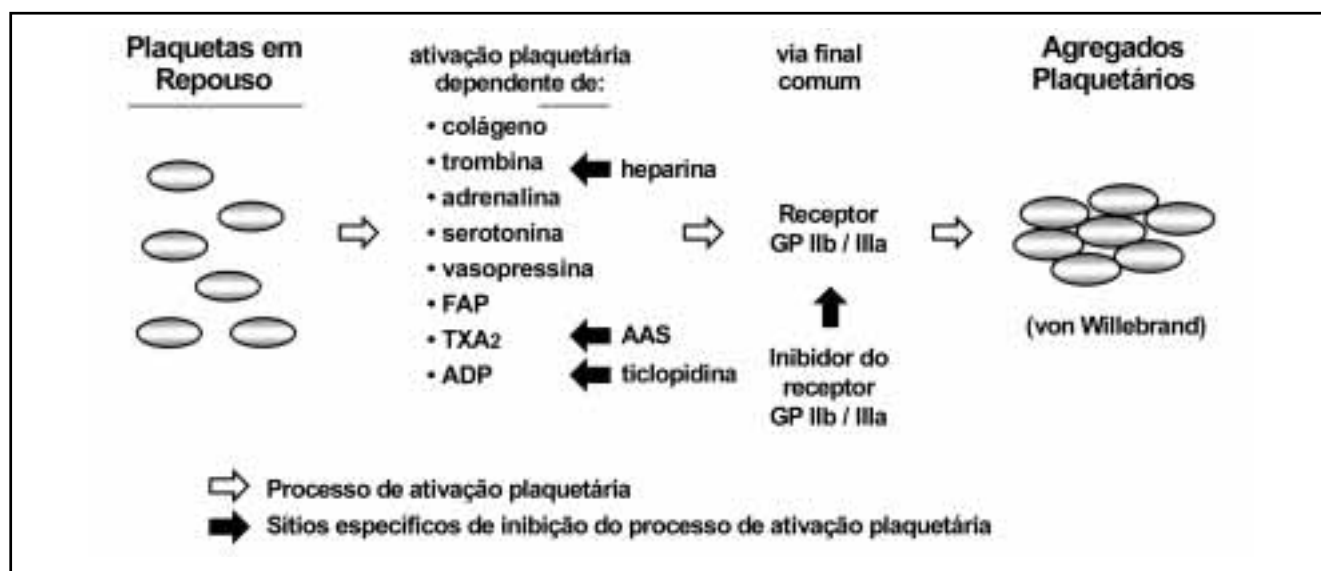 Plaquetas em
Repouso
ativação plaquetária
dependente de:
• colágeno
• trombina
• adrenalina
• serotonina
• vasopressina
• FAP
• TXA2
• ADP
heparina
AAS
ticlopidina
via final
comum
Receptor
GP IIb / IIIa
Inibidor do
receptor
GP IIb / IIIa
Agregados
Plaquetários
(von Willebrand)
Processo de ativação plaquetária
Sítios específicos de inibição do processo de ativação plaquetária